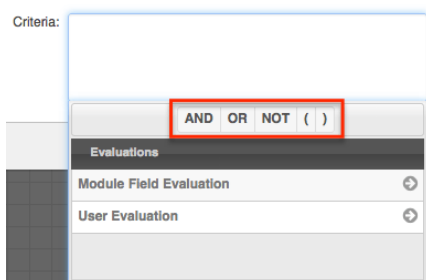 Criteria:
AND OR NOT ( )
Evaluations
Module Field Evaluation
User Evaluation